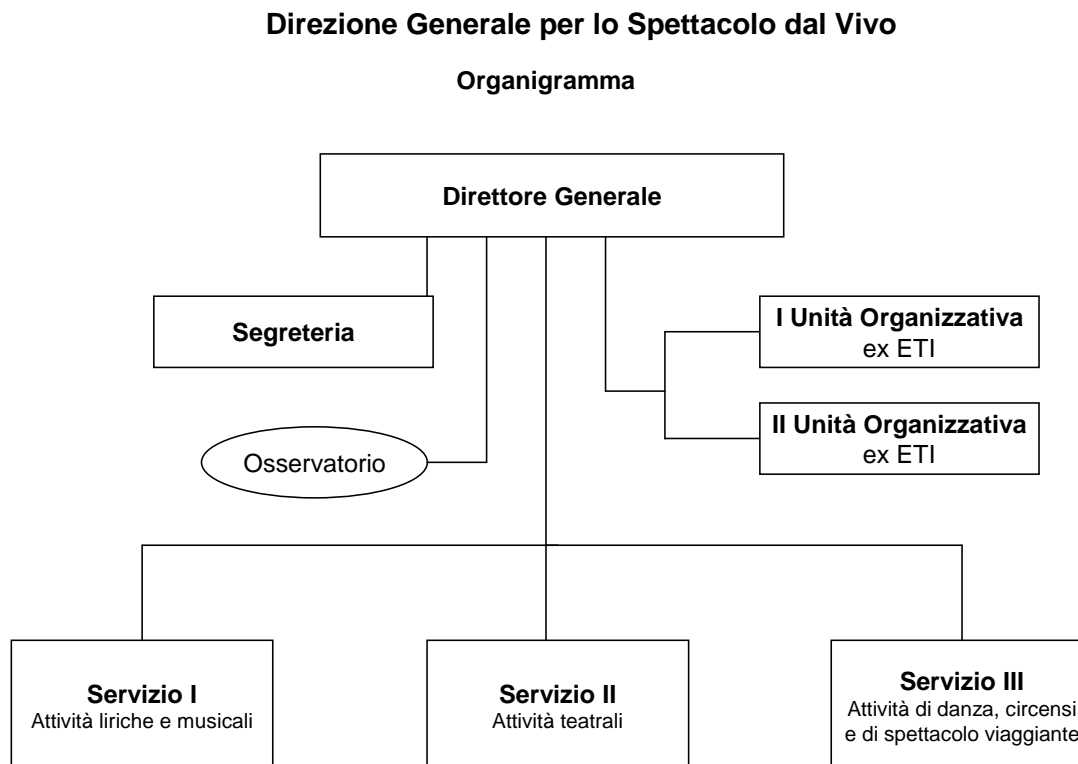 Direzione Generale per lo Spettacolo dal Vivo
Organigramma
Direttore Generale
Segreteria
I Unità Organizzativa
ex ETI
II Unità Organizzativa
ex ETI
Osservatorio
Servizio I
Attività liriche e musicali
Servizio II
Attività teatrali
Servizio III
Attività di danza, circensi
e di spettacolo viaggiante